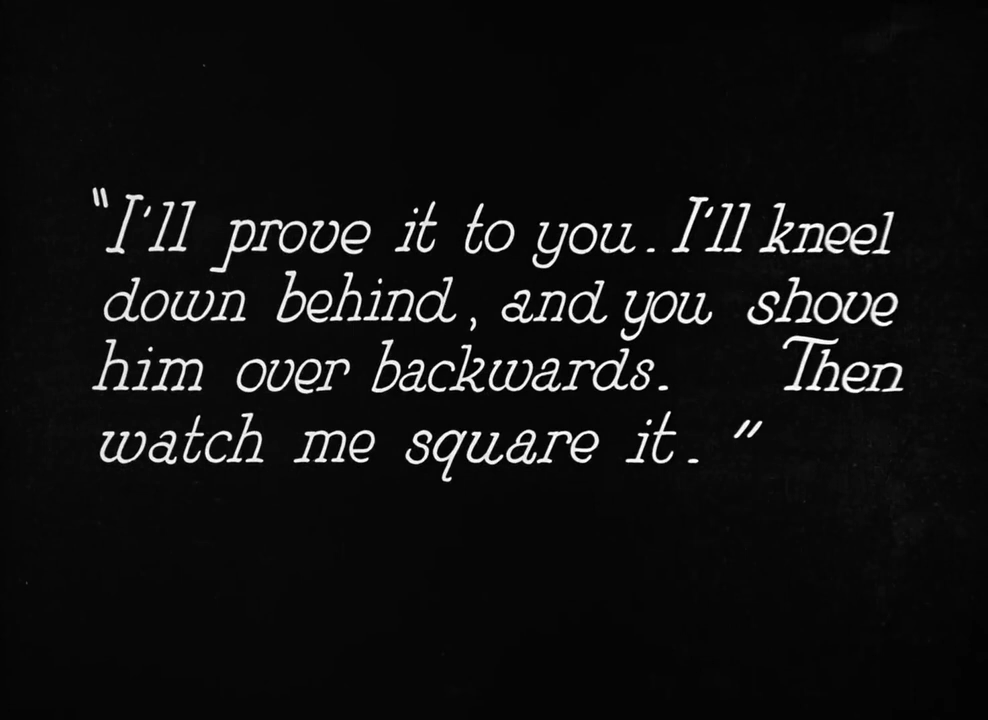 "I'll prove it to you. I'll kneel
down behind, and you shove
him over backwards. Then
watch me square it."